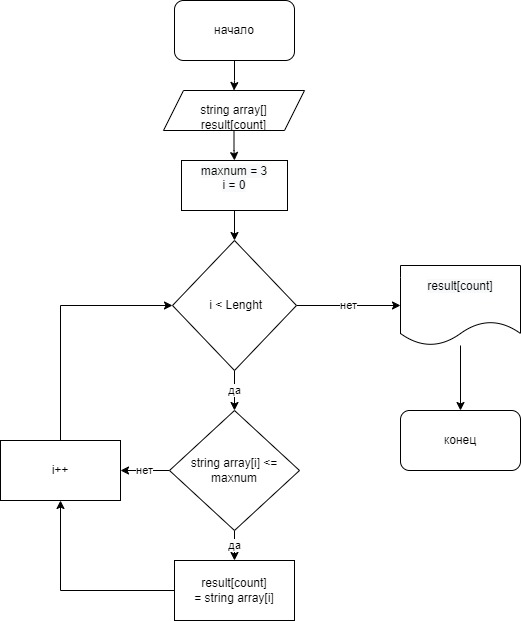 начало
string array[]
result[count]
maxnum = 3
i = 0
i < Lenght
нет
result[count]
да
конец
string array[i] <=
maxnum
нет
i++
да
result[count]
= string array[i]